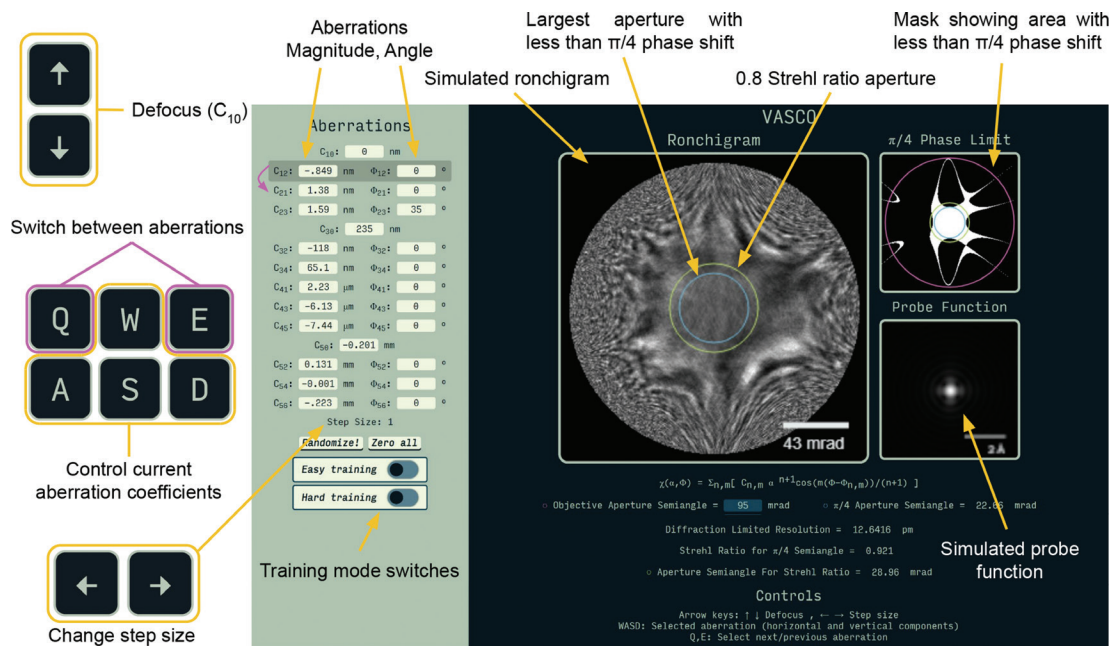 Aberrations
Magnitude, Angle
Largest aperture with
less than π/4 phase shift
Mask showing area with
less than π/4 phase shift
Simulated ronchigram
0.8 Strehl ratio aperture
↑
↓
Defocus (C10)
Switch between aberrations
Q W E
A S D
Control current
aberration coefficients
← →
Change step size
Aberrations
C10: 0 nm
C12: -.849 nm Φ12: 0 °
C21: 1.38 nm Φ21: 0 °
C23: 1.59 nm Φ23: 35 °
C30: 235 nm
C32: -118 nm Φ32: 0 °
C34: 65.1 nm Φ34: 0 °
C41: 2.23 μm Φ41: 0 °
C43: -6.13 μm Φ43: 0 °
C45: -7.44 μm Φ45: 0 °
C50: -0.201 mm
C52: 0.131 mm Φ52: 0 °
C54: -0.001 mm Φ54: 0 °
C56: -.223 mm Φ56: 0 °
Step Size: 1
Randomize! Zero all
Easy training
Hard training
Training mode switches
VASCO
Ronchigram
43 mrad
π/4 Phase Limit
Probe Function
2Å
χ(α,Φ) = Σn,m[ Cn,m α n+1cos(m(Φ-Φn,m))/(n+1) ]
Objective Aperture Semiangle = 95 mrad
π/4 Aperture Semiangle = 22. mrad
Diffraction Limited Resolution = 12.6416 pm
Strehl Ratio for π/4 Semiangle = 0.921
Aperture Semiangle For Strehl Ratio = 28.96 mrad
Simulated probe
function
Controls
Arrow keys: ↑ ↓ Defocus , ← → Step size
WASD: Selected aberration (horizontal and vertical components)
Q,E: Select next/previous aberration